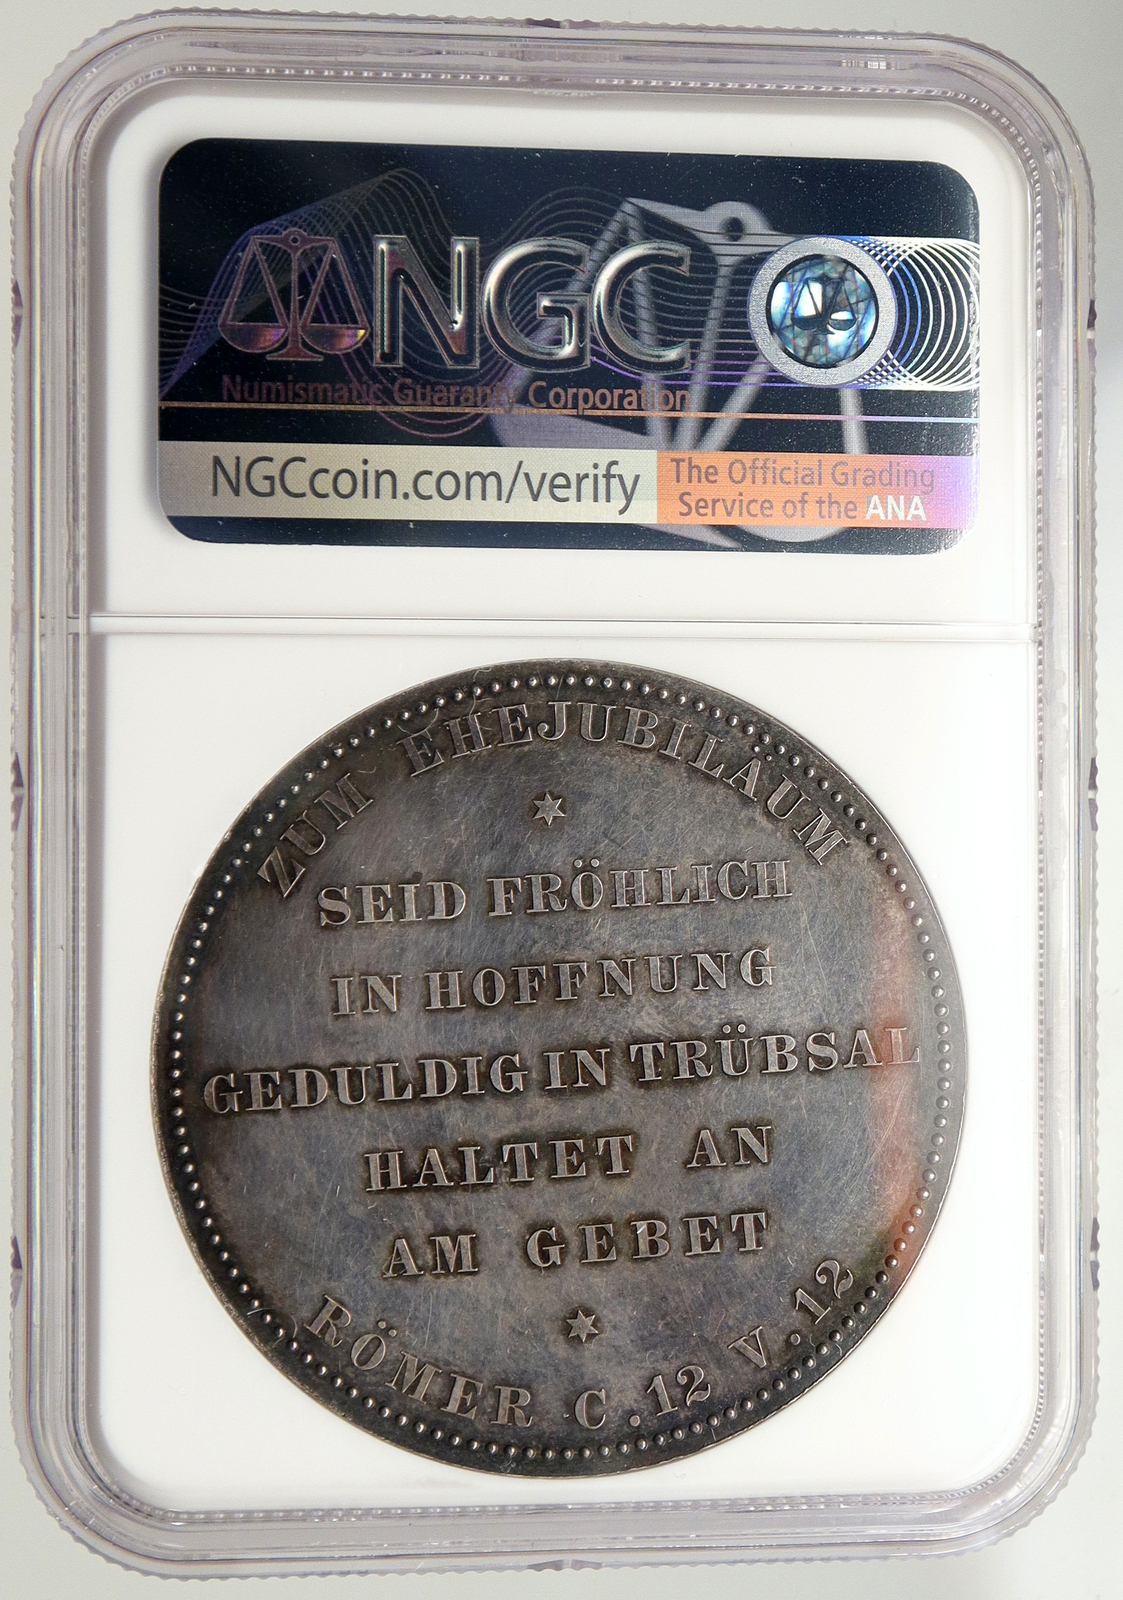 NGC
Numismatic Guaranty Corporation
NGCcoin.com/verify
The Official Grading
Service of the ANA
ZUM EHEJUBILÄUM
SEID FRÖHLICH
IN HOFFNUNG
GEDULDIG IN TRÜBSAL
HALTET AN
AM GEBET
RÖMER C. 12 V. 12